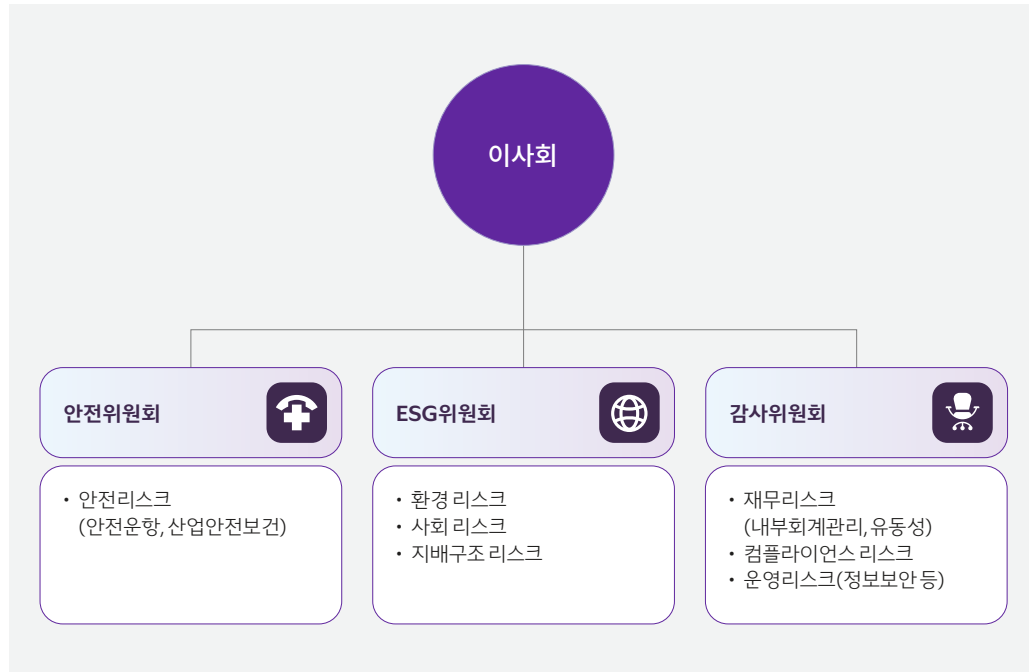 이사회
안전위원회
• 안전리스크
(안전운항, 산업안전보건)
ESG위원회
• 환경 리스크
• 사회 리스크
• 지배구조 리스크
감사위원회
• 재무리스크
(내부회계관리, 유동성)
• 컴플라이언스 리스크
• 운영리스크(정보보안 등)